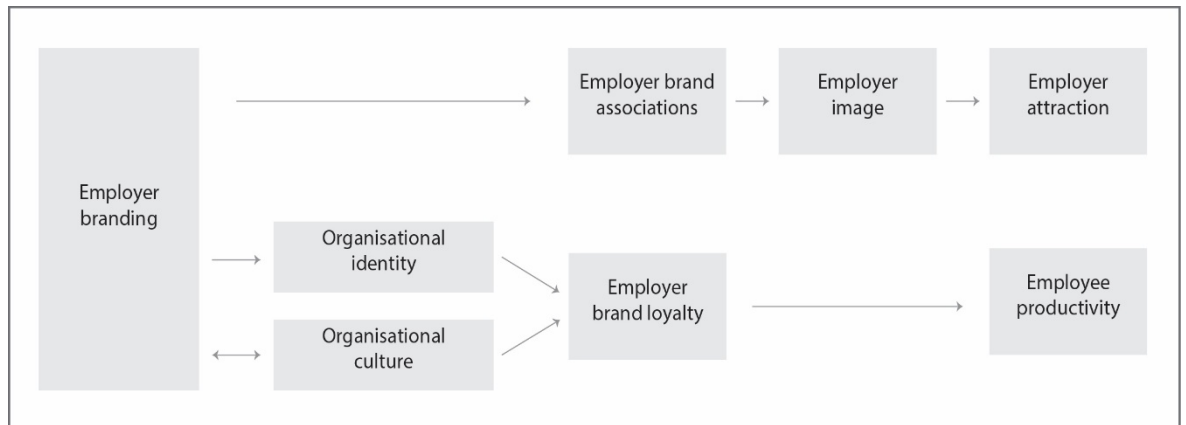 Employer
branding
Employer brand
associations
Employer
image
Employer
attraction
Organisational
identity
Organisational
culture
Employer
brand loyalty
Employee
productivity